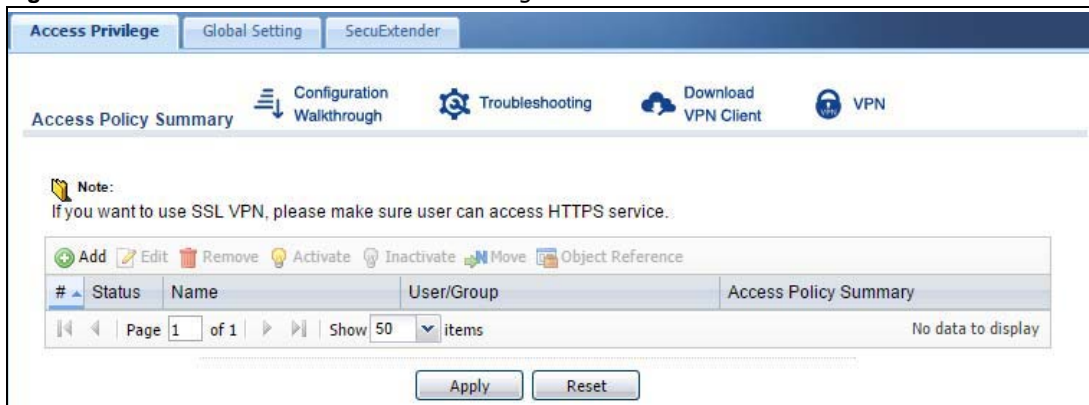 Access Privilege Global Setting SecuExtender
Access Policy Summary
Configuration
Walkthrough
Troubleshooting
Download
VPN Client
VPN
Note:
If you want to use SSL VPN, please make sure user can access HTTPS service.
Add Edit Remove Activate Inactivate Move Object Reference
# Status Name User/Group Access Policy Summary
Page 1 of 1 Show 50 items No data to display
Apply Reset